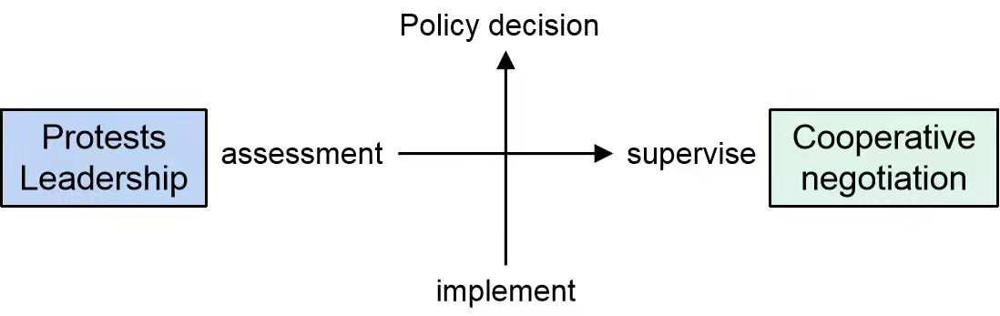 Policy decision
Protests
Leadership
assessment
supervise
Cooperative
negotiation
implement